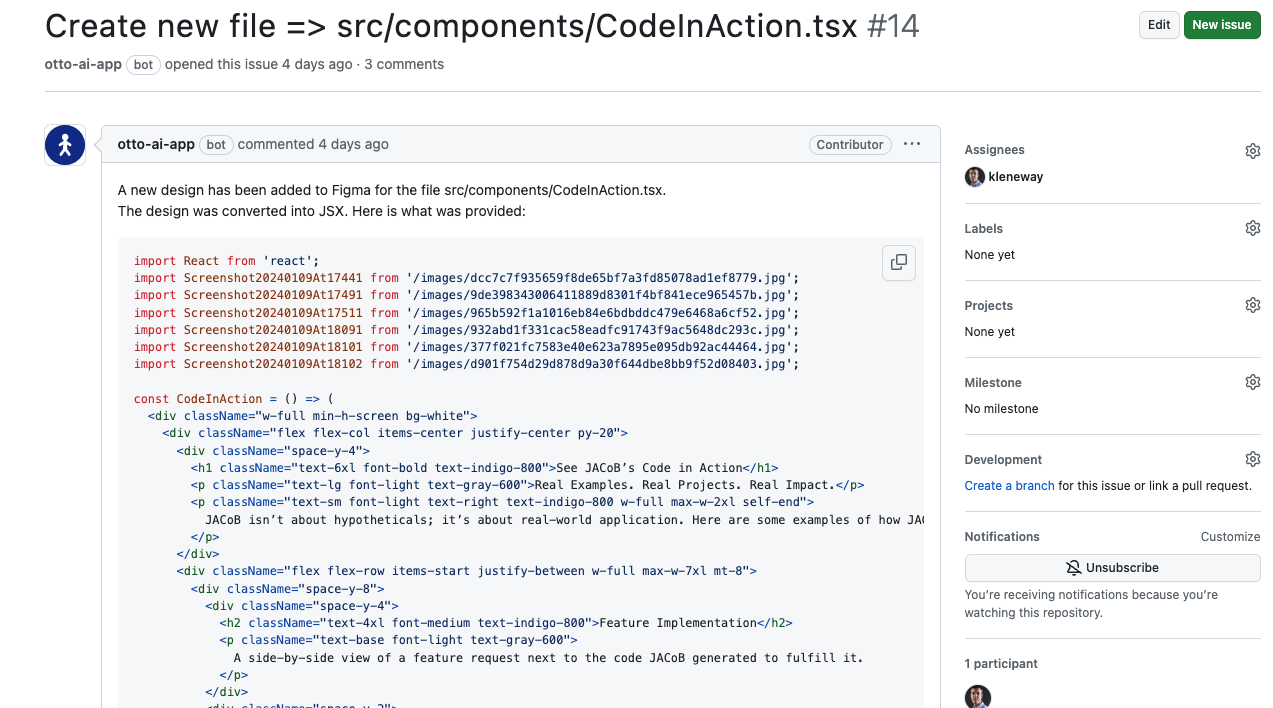 Create new file => src/components/CodeInAction.tsx #14
Edit
New issue
otto-ai-app bot opened this issue 4 days ago · 3 comments
otto-ai-app bot commented 4 days ago
Contributor
A new design has been added to Figma for the file src/components/CodeInAction.tsx.
The design was converted into JSX. Here is what was provided:
import React from 'react';
import Screenshot20240109At17441 from '/images/dcc7c7f935659f8de65bf7a3fd85078ad1ef8779.jpg';
import Screenshot20240109At17491 from '/images/9de398343006411889d8301f4bf841ece965457b.jpg';
import Screenshot20240109At17511 from '/images/965b592f1a1016eb84e6bdbddc479e6468a6cf52.jpg';
import Screenshot20240109At18091 from '/images/932abd1f331cac58eadfc91743f9ac5648dc293c.jpg';
import Screenshot20240109At18101 from '/images/377f021fc7583e40e623a7895e095db92ac44464.jpg';
import Screenshot20240109At18102 from '/images/d901f754d29d878d9a30f644dbe8bb9f52d08403.jpg';
const CodeInAction = () => (
<div className="w-full min-h-screen bg-white">
<div className="flex flex-col items-center justify-center py-20">
<div className="space-y-4">
<h1 className="text-6xl font-bold text-indigo-800">See JACoB’s Code in Action</h1>
<p className="text-lg font-light text-gray-600">Real Examples. Real Projects. Real Impact.</p>
<p className="text-sm font-light text-right text-indigo-800 w-full max-w-2xl self-end">
JACoB isn’t about hypotheticals; it’s about real-world application. Here are some examples of how JAC
</p>
</div>
<div className="flex flex-row items-start justify-between w-full max-w-7xl mt-8">
<div className="space-y-8">
<div className="space-y-4">
<h2 className="text-4xl font-medium text-indigo-800">Feature Implementation</h2>
<p className="text-base font-light text-gray-600">
A side-by-side view of a feature request next to the code JACoB generated to fulfill it.
</p>
</div>
<div className="space-y-2">
Assignees
kleneway
Labels
None yet
Projects
None yet
Milestone
No milestone
Development
Create a branch for this issue or link a pull request.
Notifications
Customize
Unsubscribe
You’re receiving notifications because you’re
watching this repository.
1 participant